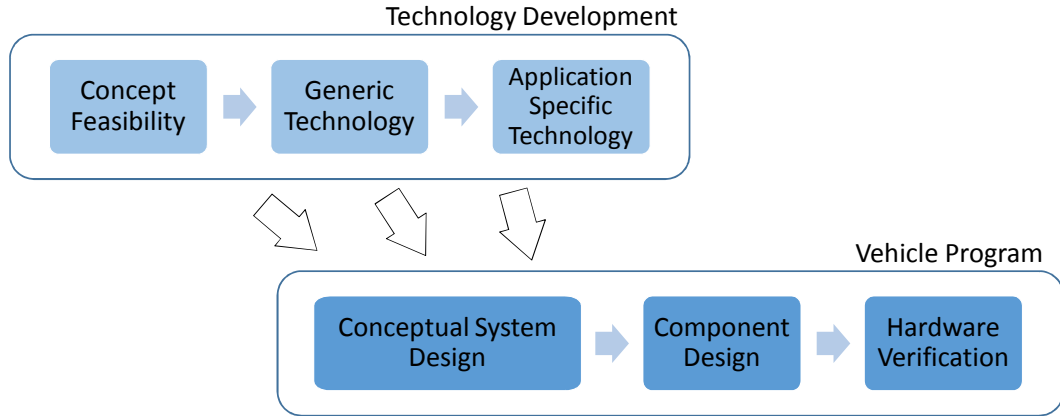 Technology Development
Concept
Feasibility
Generic
Technology
Application
Specific
Technology
Vehicle Program
Conceptual System
Design
Component
Design
Hardware
Verification